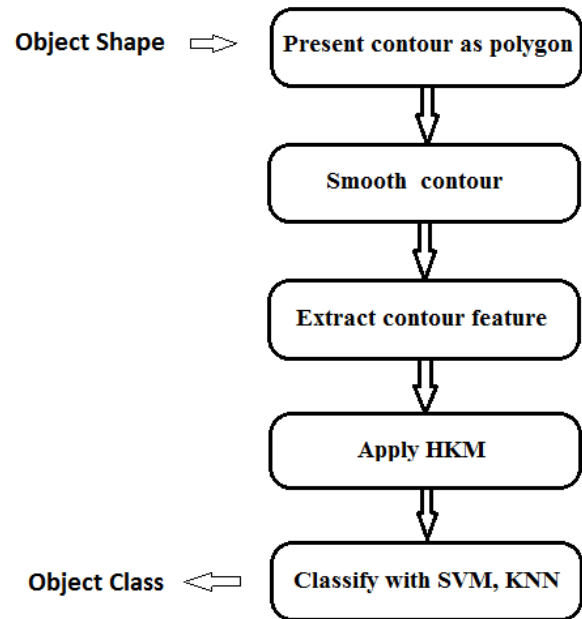 Object Shape
Present contour as polygon
Smooth contour
Extract contour feature
Apply HKM
Object Class
Classify with SVM, KNN